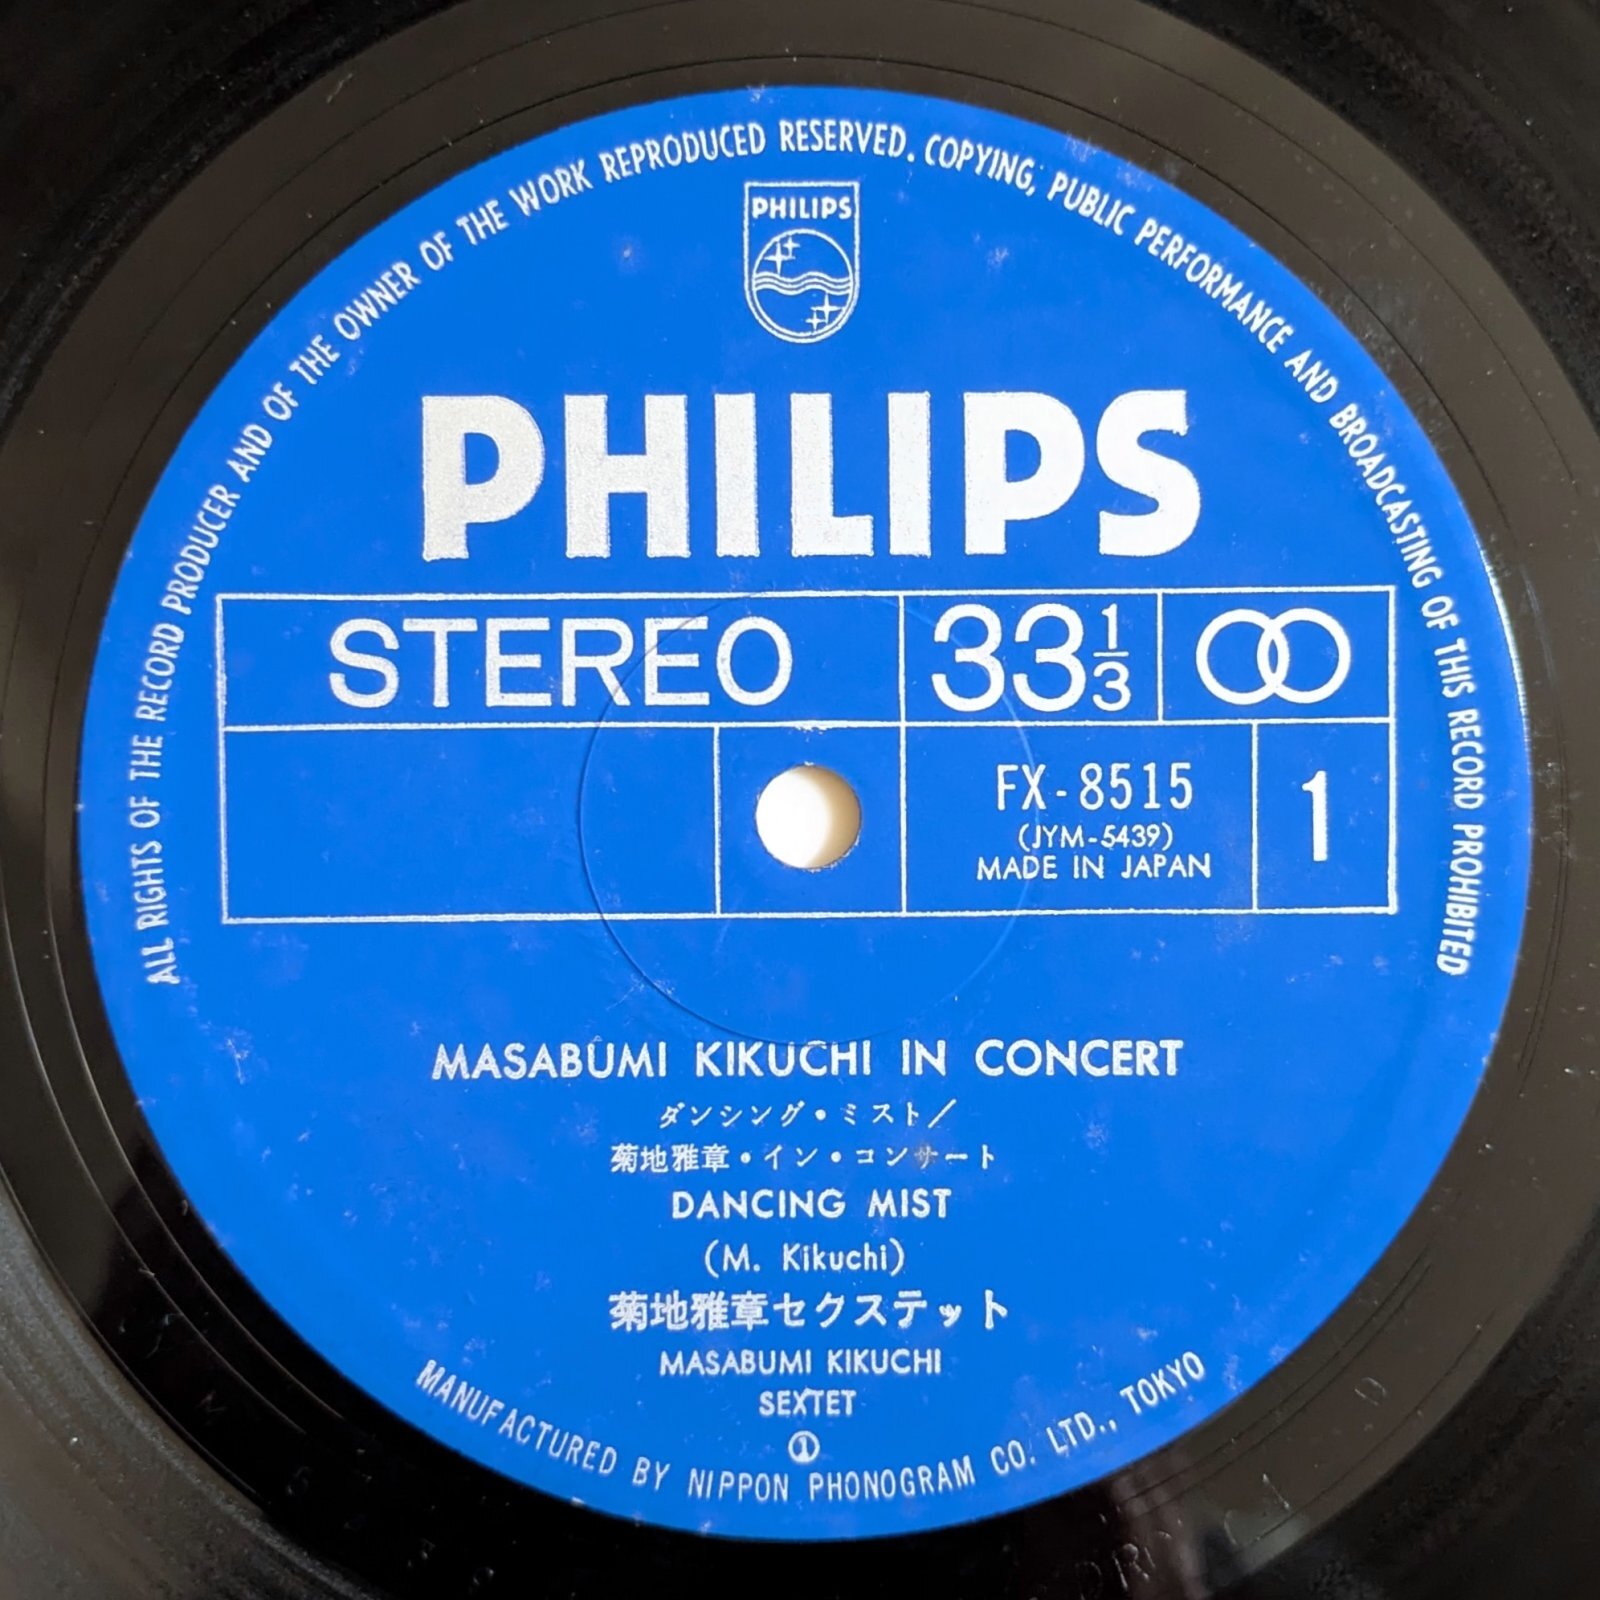 ALL RIGHTS OF THE RECORD PRODUCER AND OF THE OWNER OF THE WORK REPRODUCED RESERVED. COPYING, PUBLIC PERFORMANCE AND BROADCASTING OF THIS RECORD PROHIBITED
PHILIPS
PHILIPS
STEREO 33 1/3
FX-8515 1
(JYM-5439)
MADE IN JAPAN
MASABUMI KIKUCHI IN CONCERT
ダンシング・ミスト／
菊地雅章・イン・コンサート
DANCING MIST
(M. Kikuchi)
菊地雅章セクステット
MASABUMI KIKUCHI
SEXTET
①
MANUFACTURED BY NIPPON PHONOGRAM CO. LTD., TOKYO